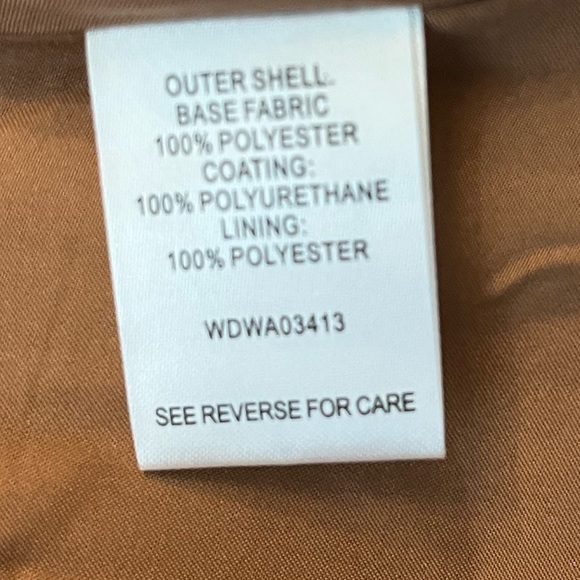 OUTER SHELL:
BASE FABRIC
100% POLYESTER
COATING:
100% POLYURETHANE
LINING:
100% POLYESTER
WDWA03413
SEE REVERSE FOR CARE